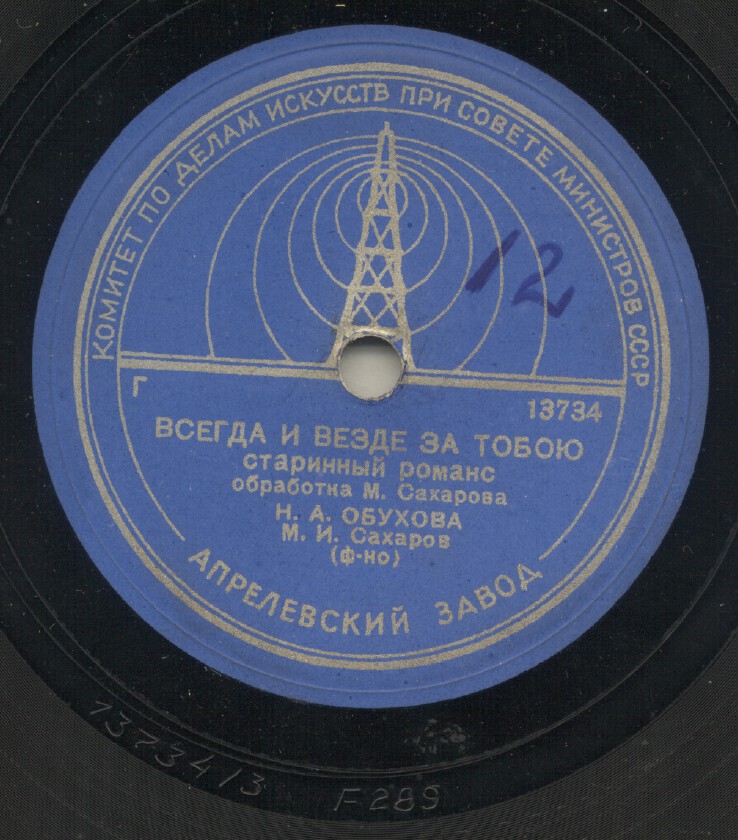 КОМИТЕТ ПО ДЕЛАМ ИСКУССТВ ПРИ СОВЕТЕ МИНИСТРОВ СССР
12
Г
13734
ВСЕГДА И ВЕЗДЕ ЗА ТОБОЮ
старинный романс
обработка М. Сахарова
Н. А. ОБУХОВА
М. И. Сахаров
(ф-но)
АПРЕЛЕВСКИЙ ЗАВОД
13734/3
F289